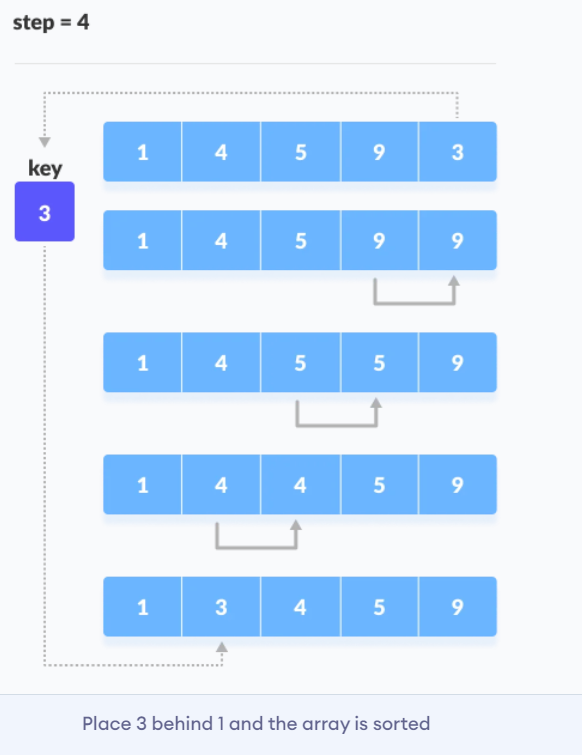 step = 4
1 4 5 9 3
key
3
1 4 5 9 9
1 4 5 5 9
1 4 4 5 9
1 3 4 5 9
Place 3 behind 1 and the array is sorted